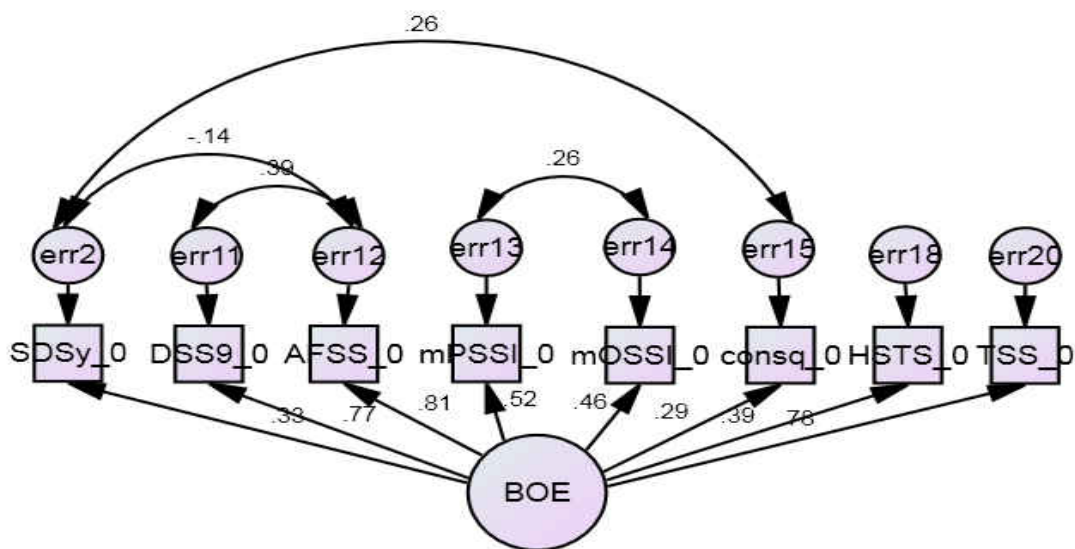 .26
-.14
.39
.26
err2 err11 err12 err13 err14 err15 err18 err20
SDSy_0 DSS9_0 AFSS_0 mPSSI_0 mOSSI_0 consq_0 HSTS_0 TSS_0
.33 .77 .81 .52 .46 .29 .39 .78
BOE